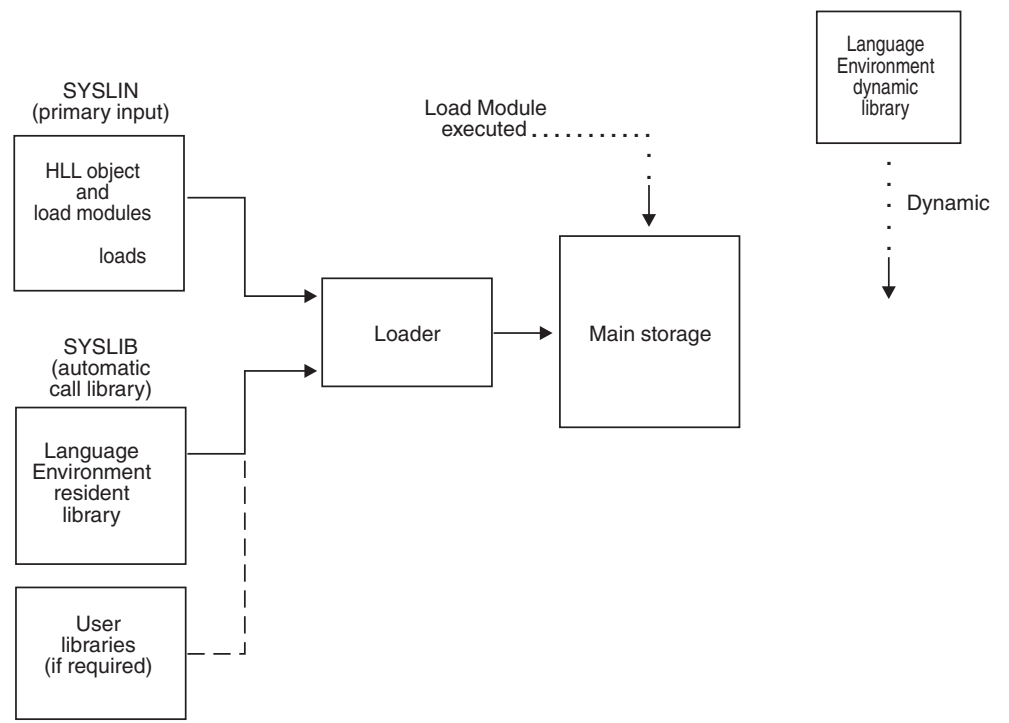 SYSLIN
(primary input)
HLL object
and
load modules
loads
SYSLIB
(automatic
call library)
Language
Environment
resident
library
User
libraries
(if required)
Loader
Load Module
executed
Main storage
Language
Environment
dynamic
library
Dynamic